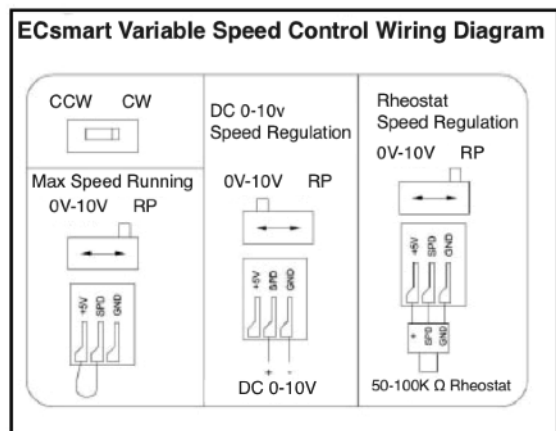 ECsmart Variable Speed Control Wiring Diagram
CCW CW
Max Speed Running
0V-10V RP
+5V SPD GND
DC 0-10v
Speed Regulation
0V-10V RP
+5V SPD GND
+ -
DC 0-10V
Rheostat
Speed Regulation
0V-10V RP
+5V SPD GND
+ SPD GND
50-100K Ω Rheostat